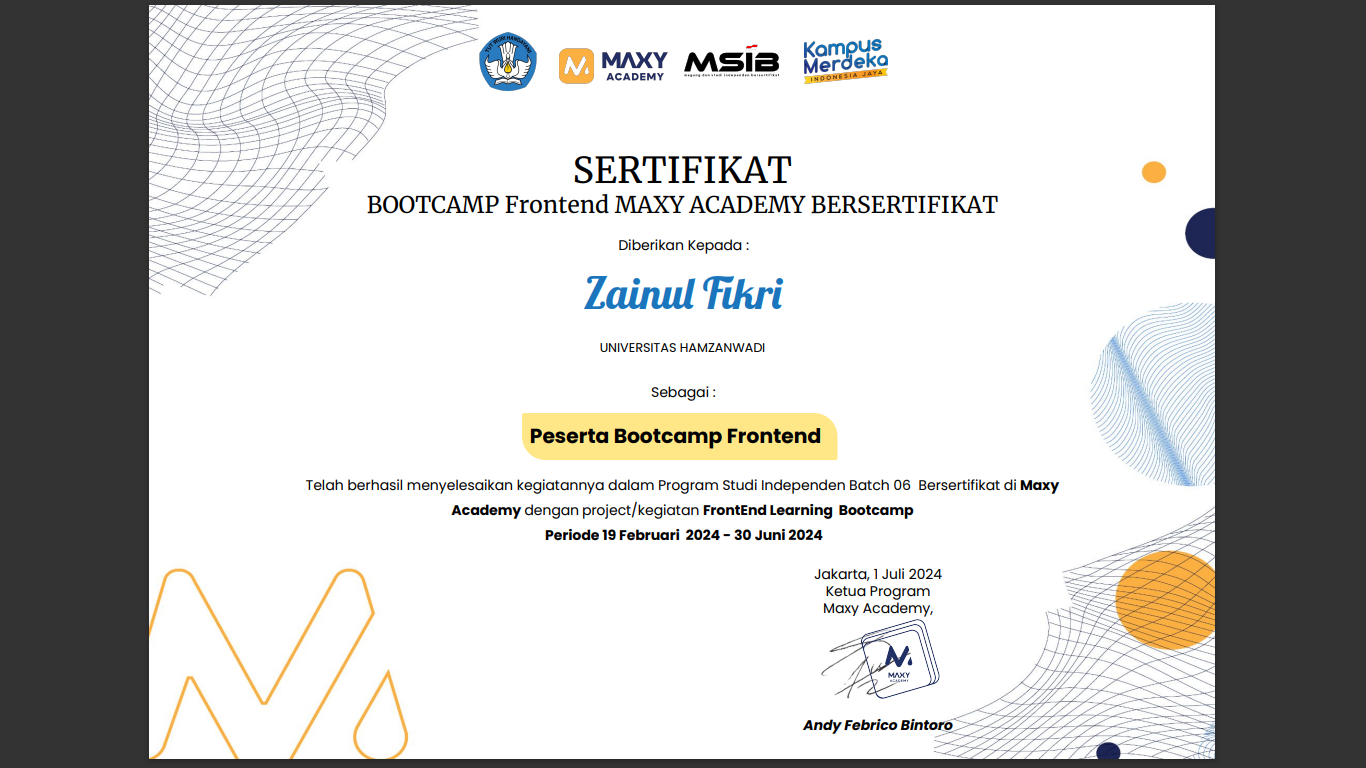 TUT WURI HANDAYANI
MAXY
ACADEMY
MSIB
magang dan studi independen bersertifikat
Kampus
Merdeka
INDONESIA JAYA
SERTIFIKAT
BOOTCAMP Frontend MAXY ACADEMY BERSERTIFIKAT
Diberikan Kepada :
Zainul Fikri
UNIVERSITAS HAMZANWADI
Sebagai :
Peserta Bootcamp Frontend
Telah berhasil menyelesaikan kegiatannya dalam Program Studi Independen Batch 06 Bersertifikat di Maxy
Academy dengan project/kegiatan FrontEnd Learning Bootcamp
Periode 19 Februari 2024 - 30 Juni 2024
Jakarta, 1 Juli 2024
Ketua Program
Maxy Academy,
MAXY
ACADEMY
Andy Febrico Bintoro